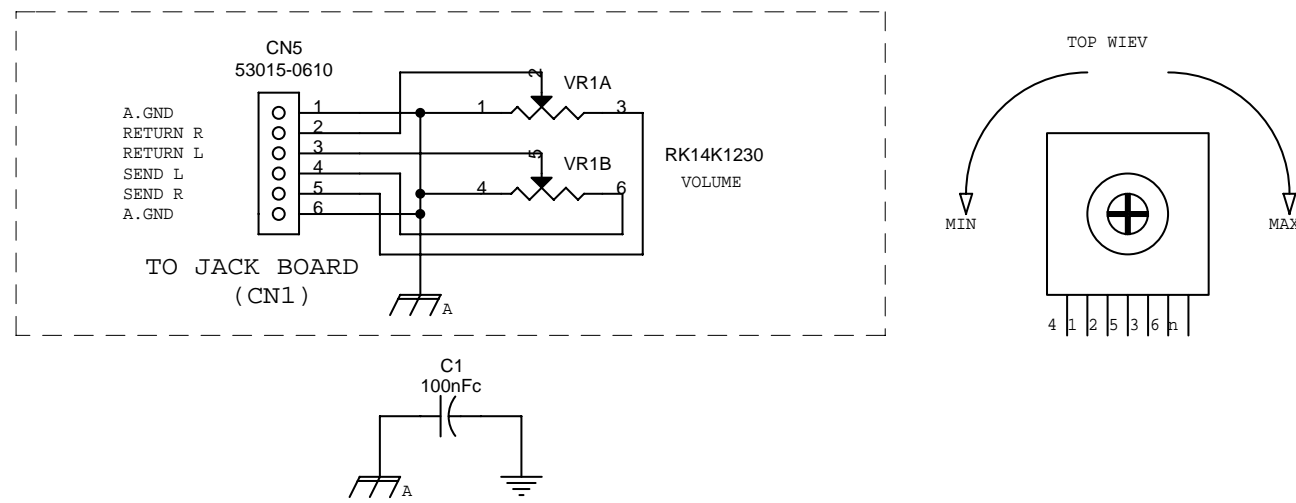 CN5
53015-0610
A.GND 1
RETURN R 2
RETURN L 3
SEND L 4
SEND R 5
A.GND 6
2
VR1A
1 3
5
VR1B
4 6
RK14K1230
VOLUME
TO JACK BOARD
(CN1)
A
TOP WIEV
MIN
MAX
4 1 2 5 3 6 n
C1
100nFc
A